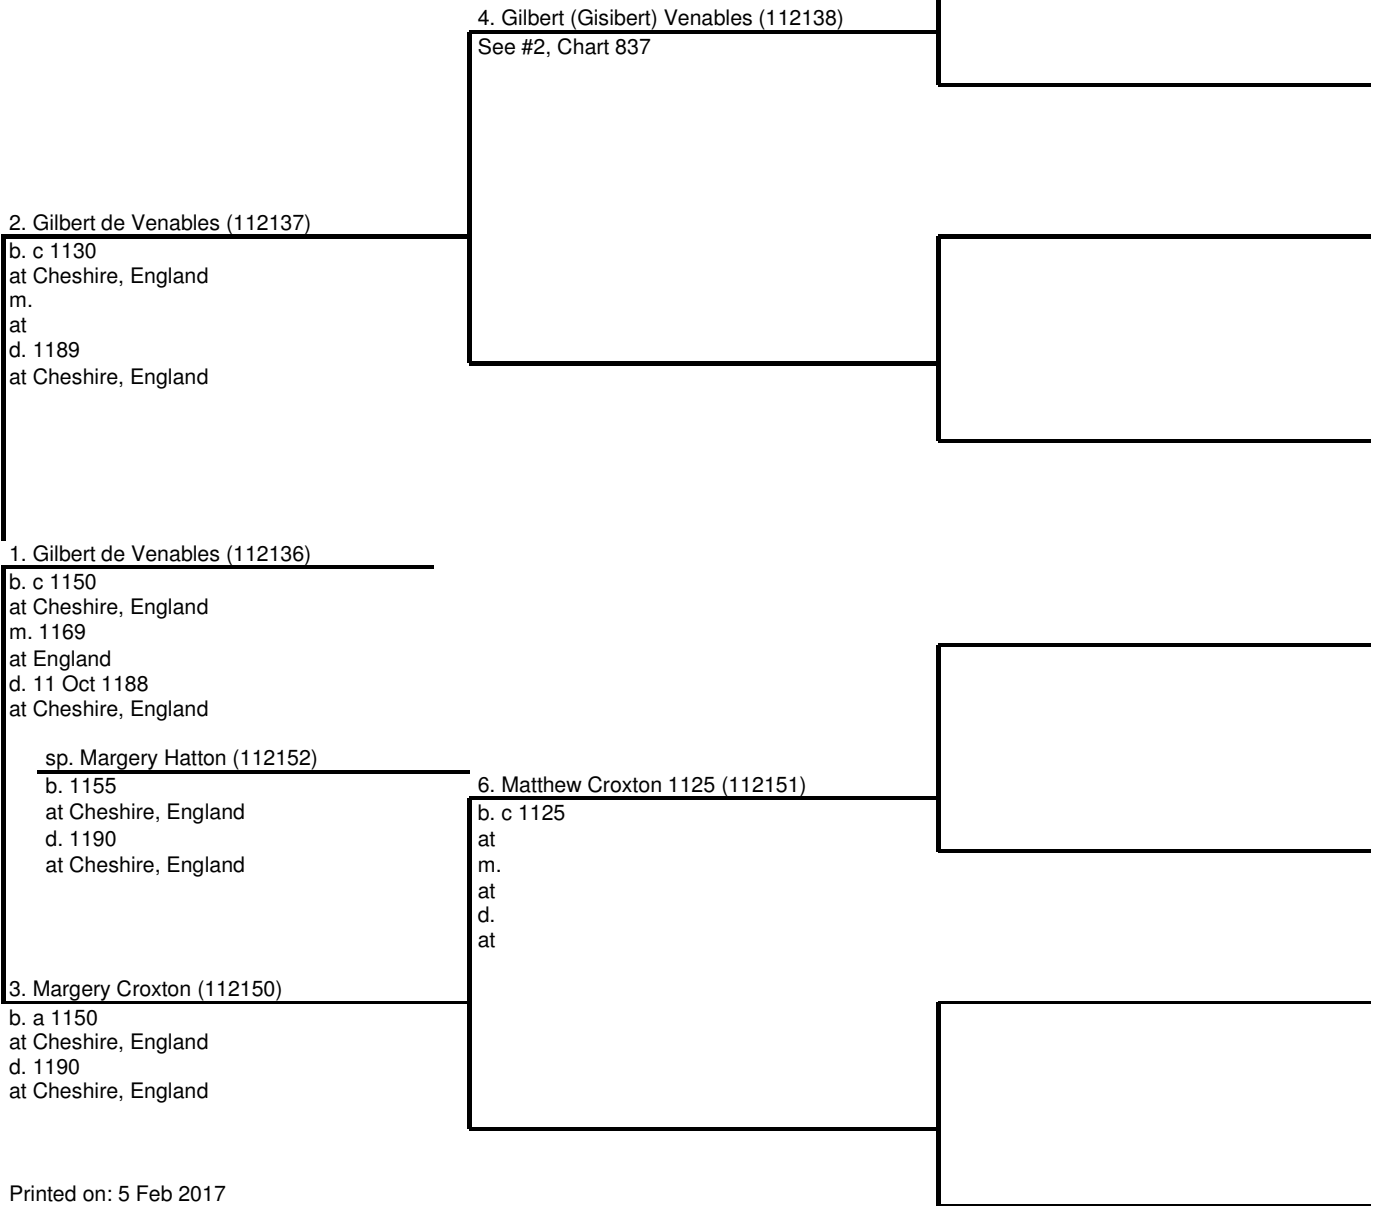 4. Gilbert (Gisibert) Venables (112138)
See #2, Chart 837
2. Gilbert de Venables (112137)
b. c 1130
at Cheshire, England
m.
at
d. 1189
at Cheshire, England
1. Gilbert de Venables (112136)
b. c 1150
at Cheshire, England
m. 1169
at England
d. 11 Oct 1188
at Cheshire, England
sp. Margery Hatton (112152)
b. 1155
at Cheshire, England
d. 1190
at Cheshire, England
6. Matthew Croxton 1125 (112151)
b. c 1125
at
m.
at
d.
at
3. Margery Croxton (112150)
b. a 1150
at Cheshire, England
d. 1190
at Cheshire, England
Printed on: 5 Feb 2017